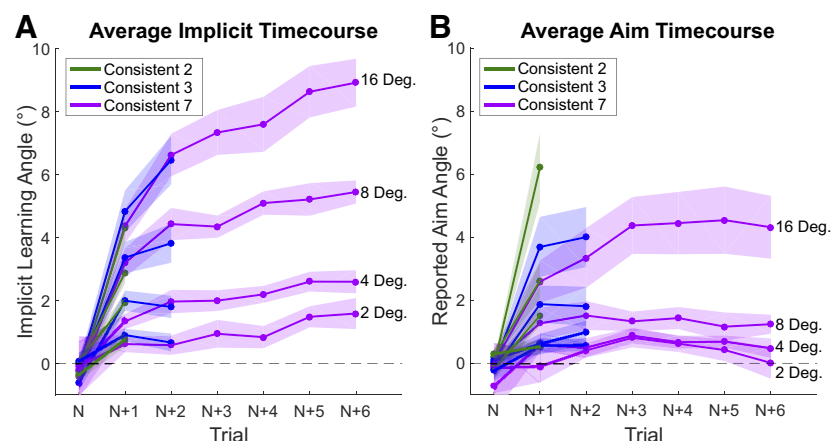 A
Average Implicit Timecourse
10
8
6
4
2
0
Implicit Learning Angle (°)
Consistent 2
Consistent 3
Consistent 7
16 Deg.
8 Deg.
4 Deg.
2 Deg.
N N+1 N+2 N+3 N+4 N+5 N+6
Trial
B
Average Aim Timecourse
10
8
6
4
2
0
Reported Aim Angle (°)
Consistent 2
Consistent 3
Consistent 7
16 Deg.
8 Deg.
4 Deg.
2 Deg.
N N+1 N+2 N+3 N+4 N+5 N+6
Trial